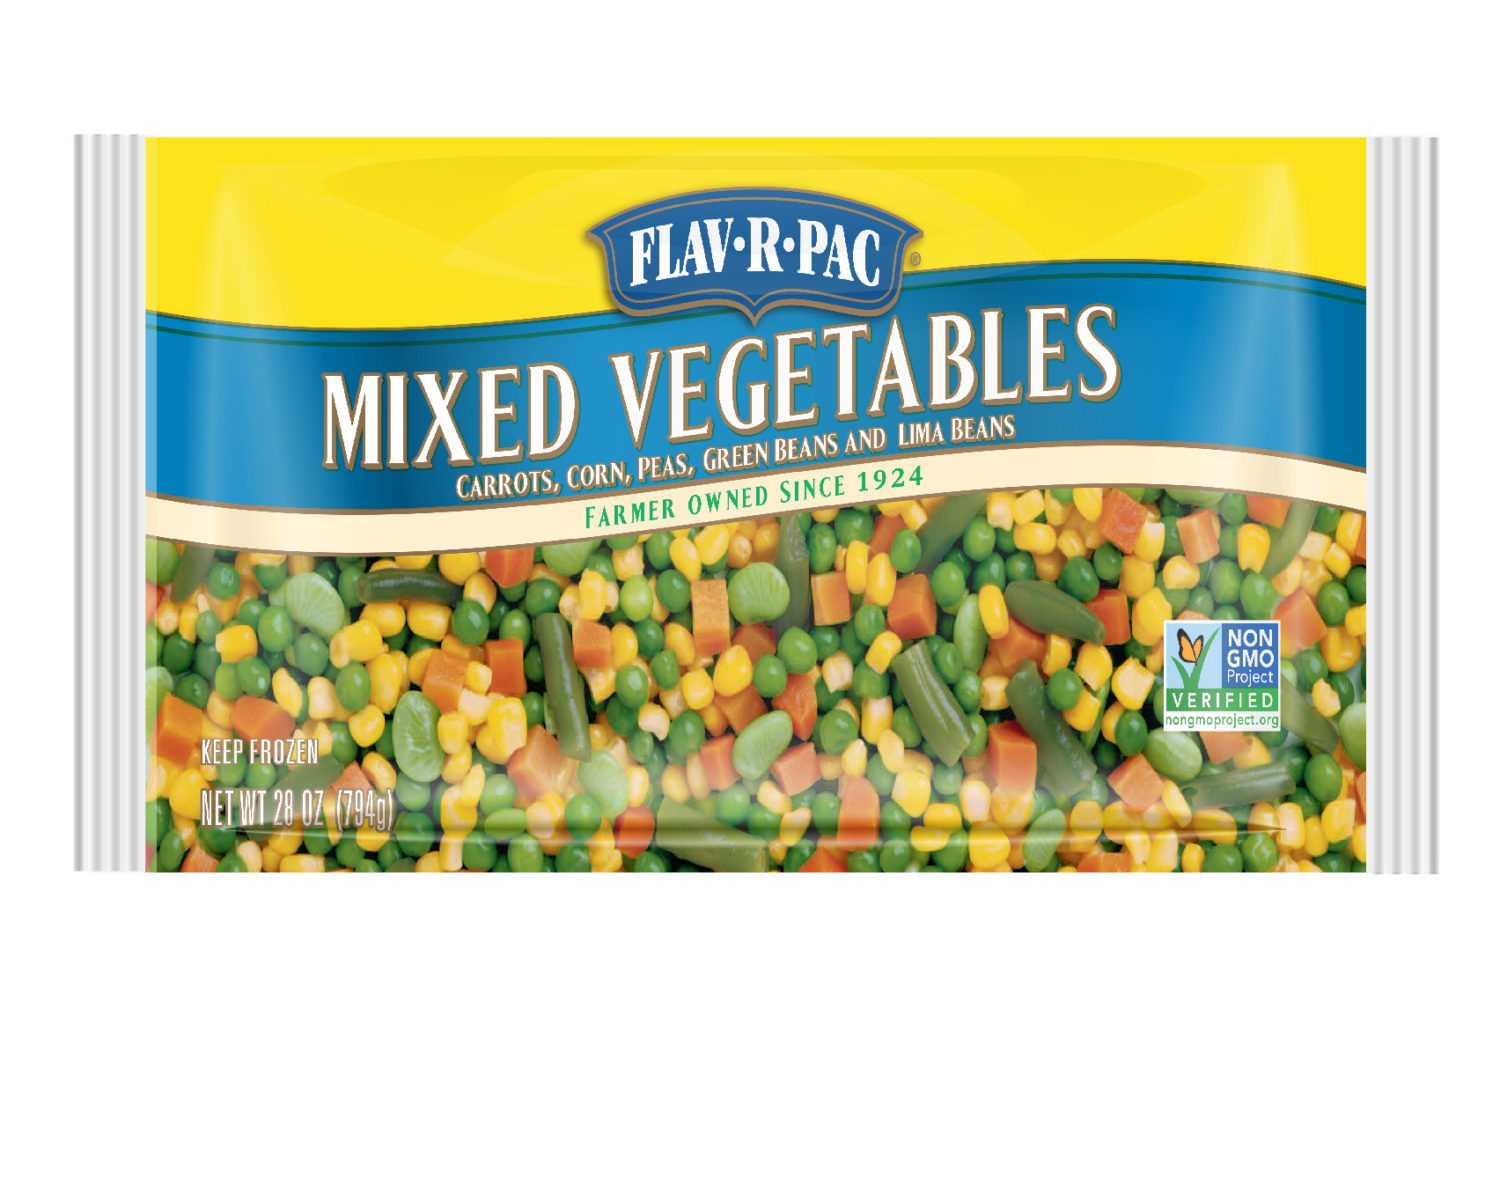 FLAV·R·PAC
®
MIXED VEGETABLES
CARROTS, CORN, PEAS, GREEN BEANS AND LIMA BEANS
FARMER OWNED SINCE 1924
NON
GMO
Project
VERIFIED
nongmoproject.org
KEEP FROZEN
NET WT 28 OZ (794g)